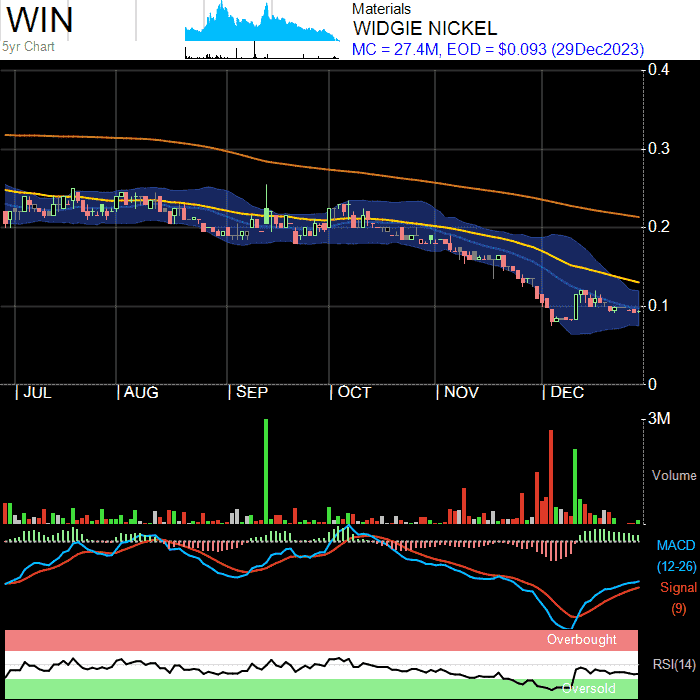 WIN
5yr Chart
Materials
WIDGIE NICKEL
MC = 27.4M, EOD = $0.093 (29Dec2023)
0.4
0.3
0.2
0.1
0
JUL AUG SEP OCT NOV DEC
3M
Volume
MACD
(12-26)
Signal
(9)
Overbought
RSI(14)
Oversold